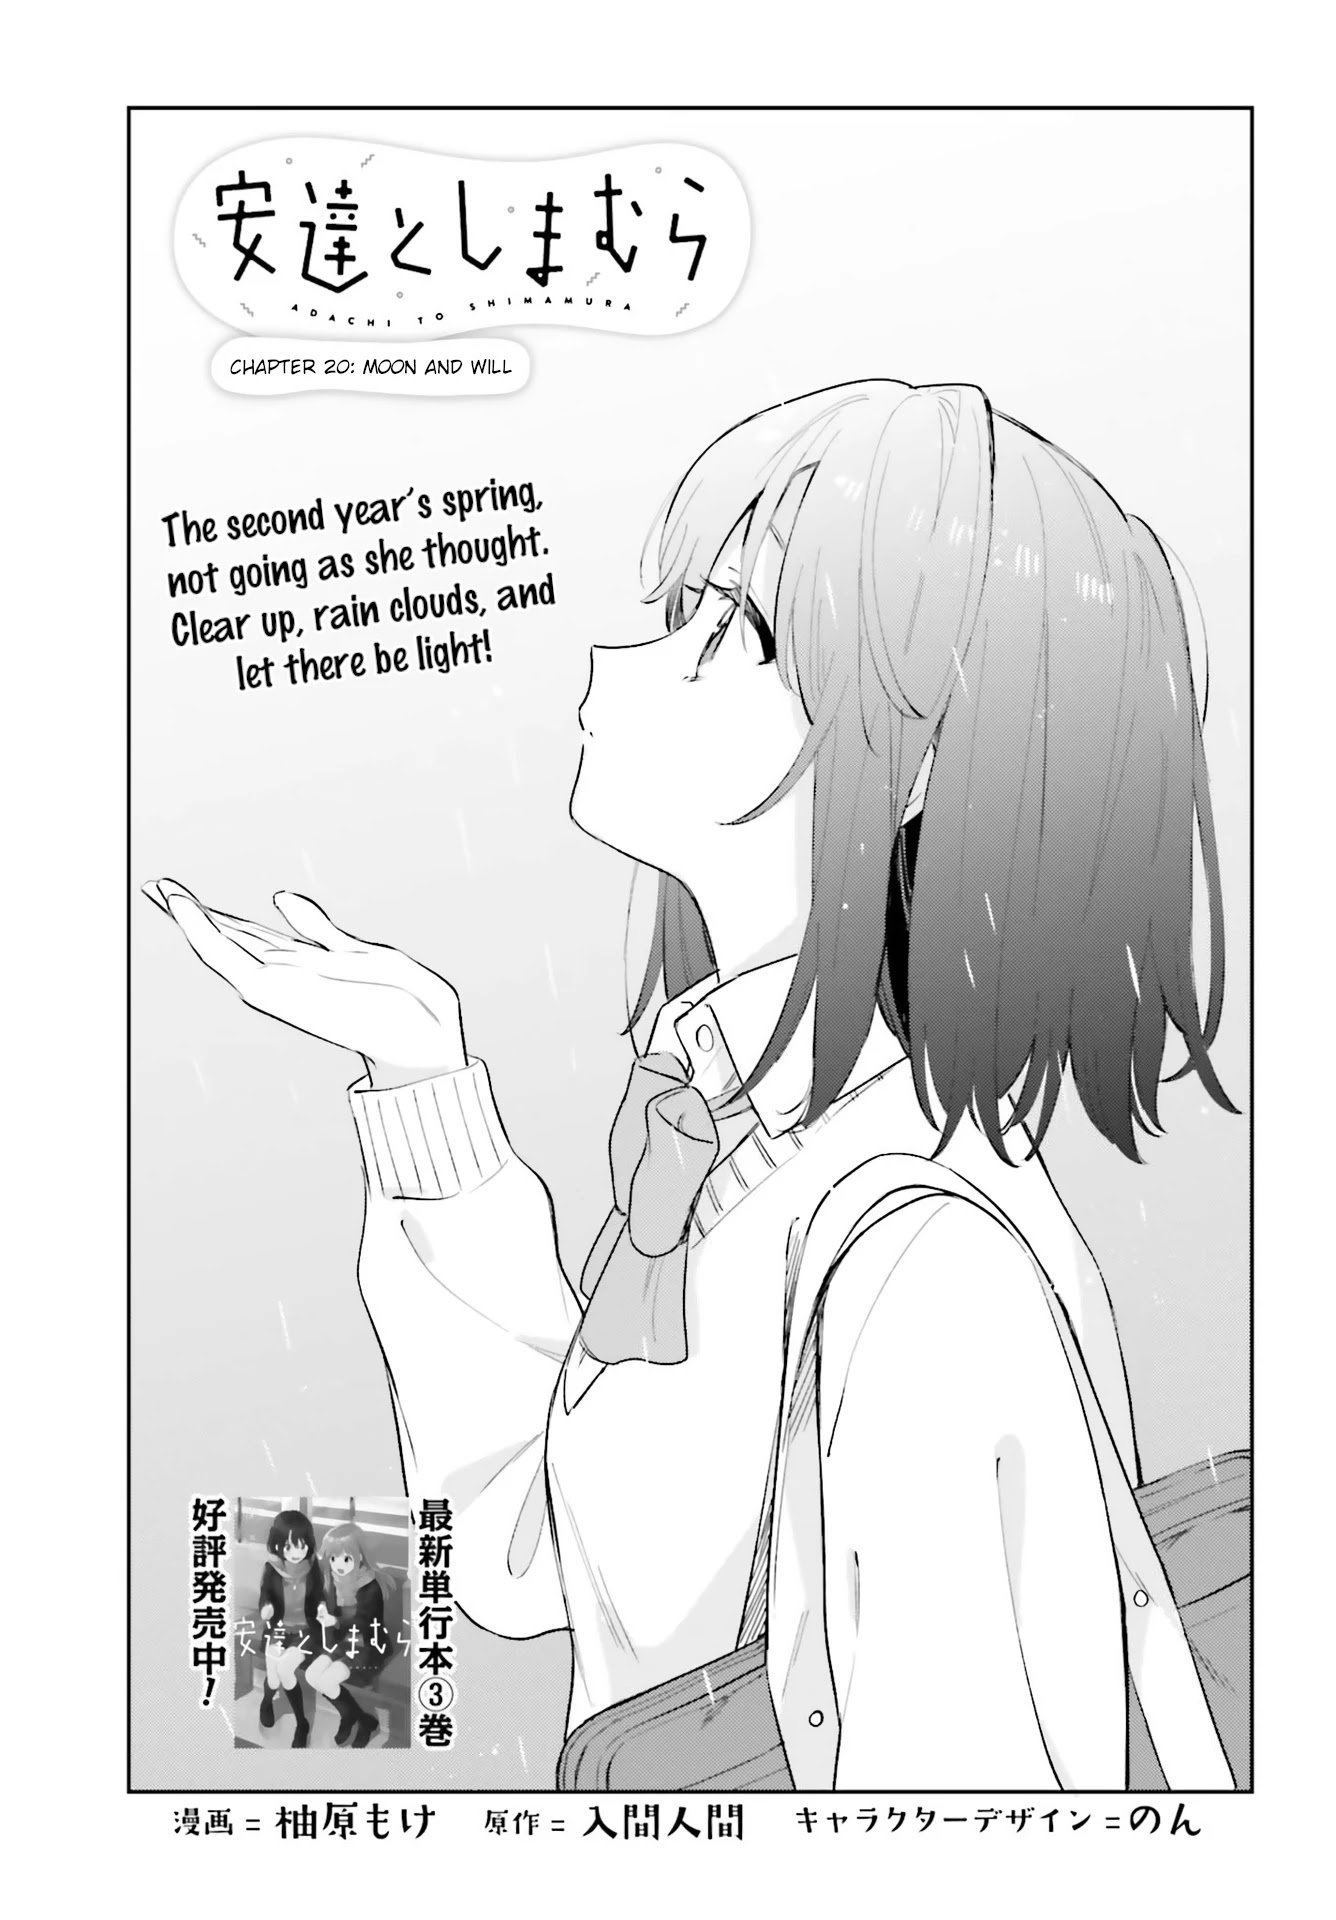 安達としまむら
ADACHI TO SHIMAMURA
CHAPTER 20: MOON AND WILL
The second year's spring,
not going as she thought.
Clear up, rain clouds, and
let there be light!
最新単行本③巻
安達としまむら
好評発売中!
漫画=柚原もけ 原作=入間人間 キャラクターデザイン=のん